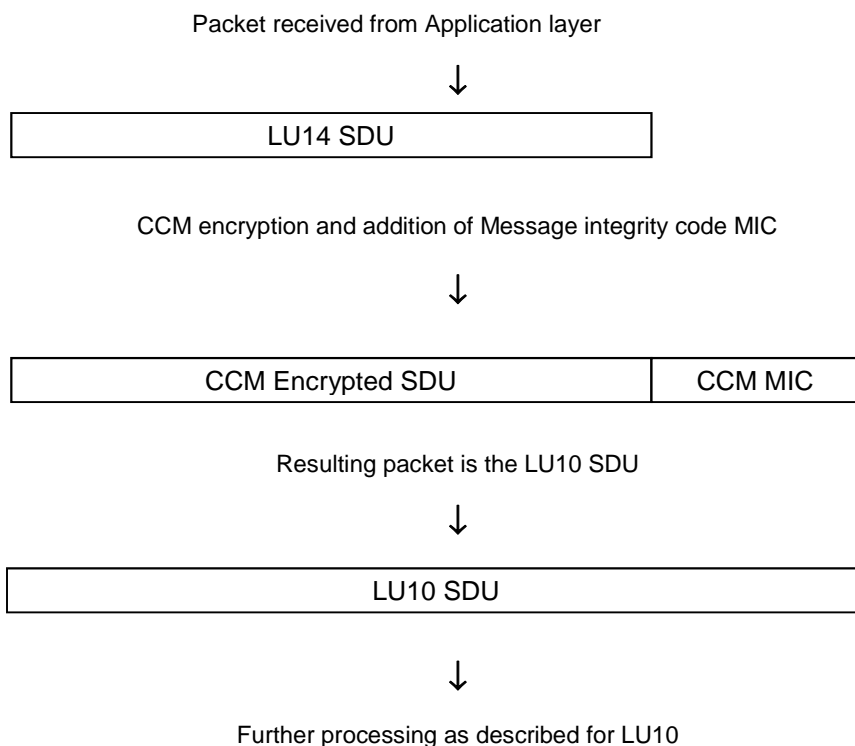 Packet received from Application layer
LU14 SDU
CCM encryption and addition of Message integrity code MIC
CCM Encrypted SDU CCM MIC
Resulting packet is the LU10 SDU
LU10 SDU
Further processing as described for LU10